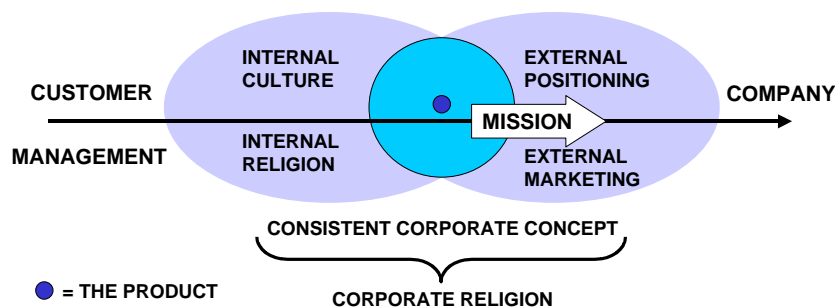 INTERNAL
CULTURE
EXTERNAL
POSITIONING
CUSTOMER
COMPANY
MISSION
MANAGEMENT
INTERNAL
RELIGION
EXTERNAL
MARKETING
CONSISTENT CORPORATE CONCEPT
= THE PRODUCT
CORPORATE RELIGION